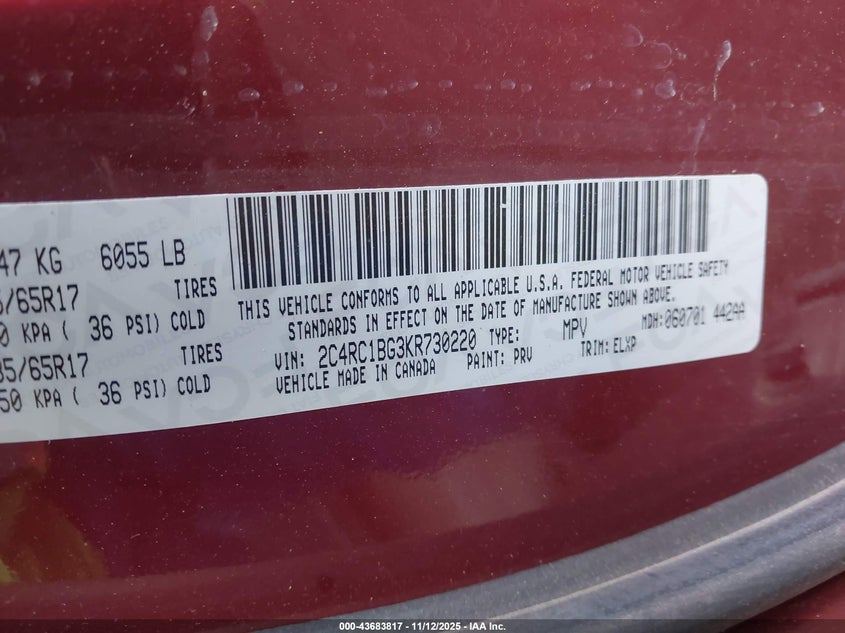 47 KG 6055 LB
/65R17 TIRES
0 KPA ( 36 PSI) COLD
35/65R17 TIRES
50 KPA ( 36 PSI) COLD
THIS VEHICLE CONFORMS TO ALL APPLICABLE U.S.A. FEDERAL MOTOR VEHICLE SAFETY
STANDARDS IN EFFECT ON THE DATE OF MANUFACTURE SHOWN ABOVE.
VIN: 2C4RC1BG3KR730220 TYPE: MPV MDH:060701 442AA
VEHICLE MADE IN CANADA PAINT: PRV TRIM: ELXP
000-43683817 - 11/12/2025 - IAA Inc.